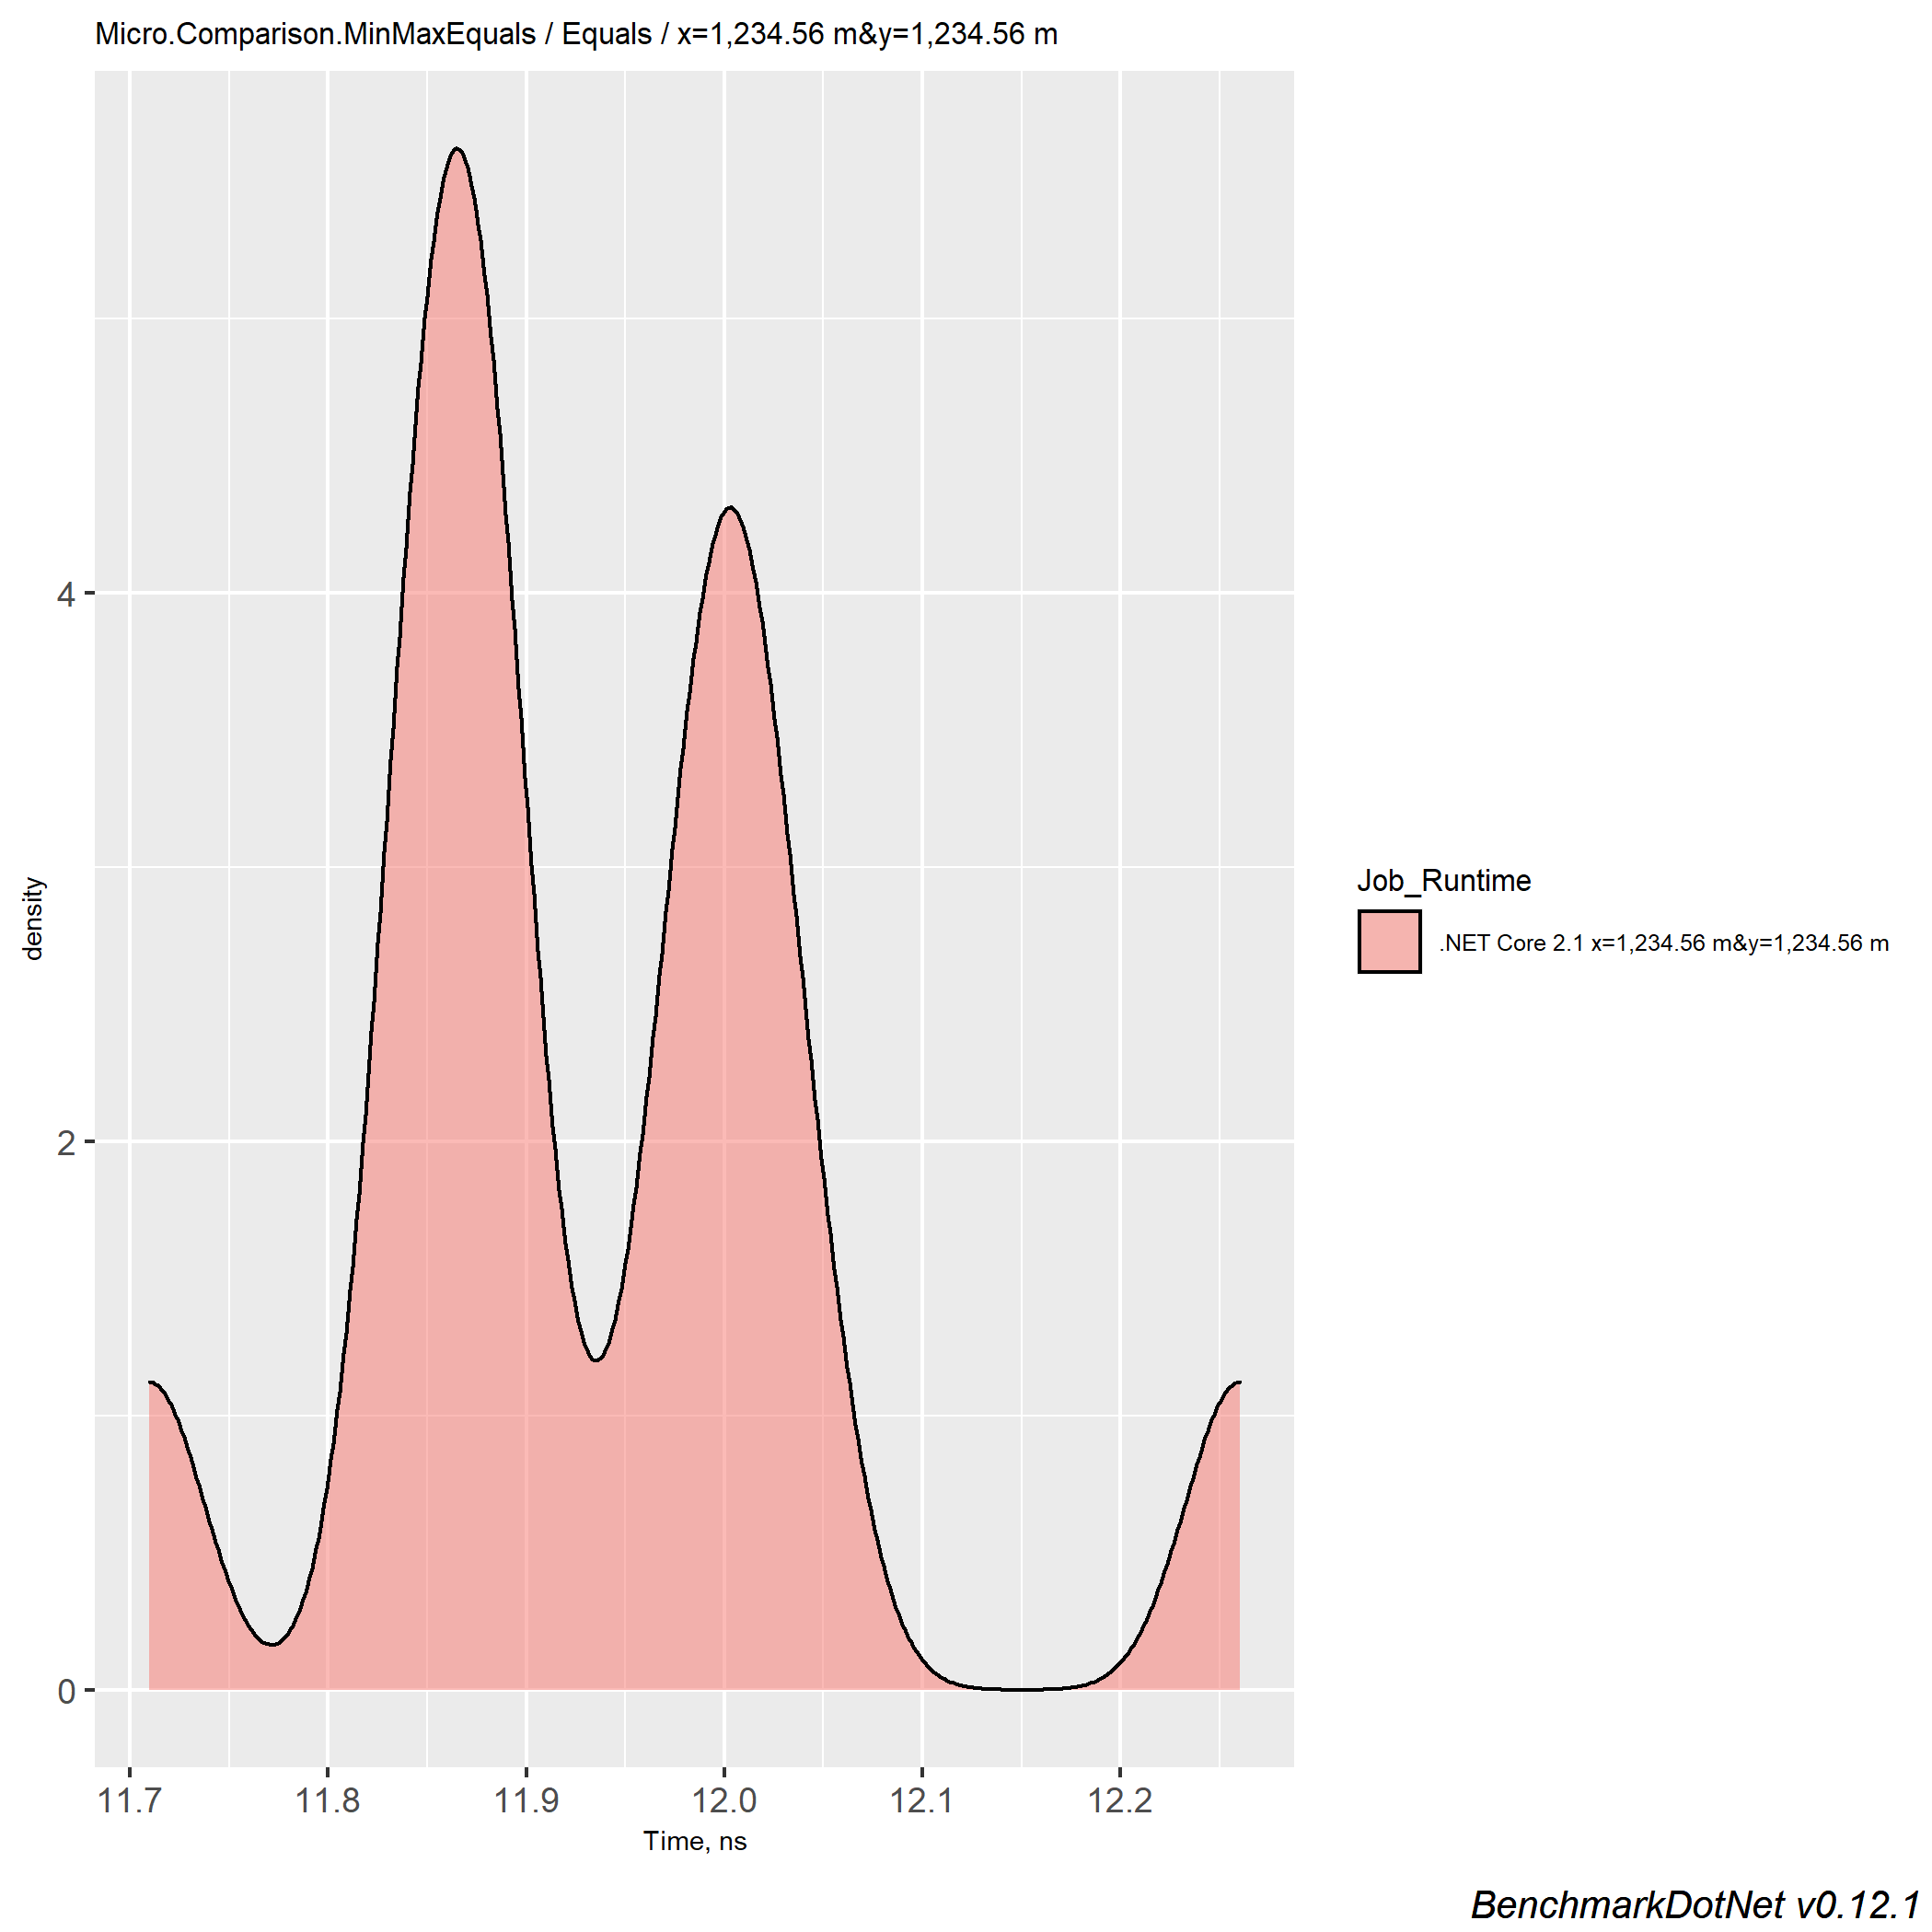 Micro.Comparison.MinMaxEquals / Equals / x=1,234.56 m&y=1,234.56 m
density
4
2
0
11.7 11.8 11.9 12.0 12.1 12.2
Time, ns
Job_Runtime
.NET Core 2.1 x=1,234.56 m&y=1,234.56 m
BenchmarkDotNet v0.12.1